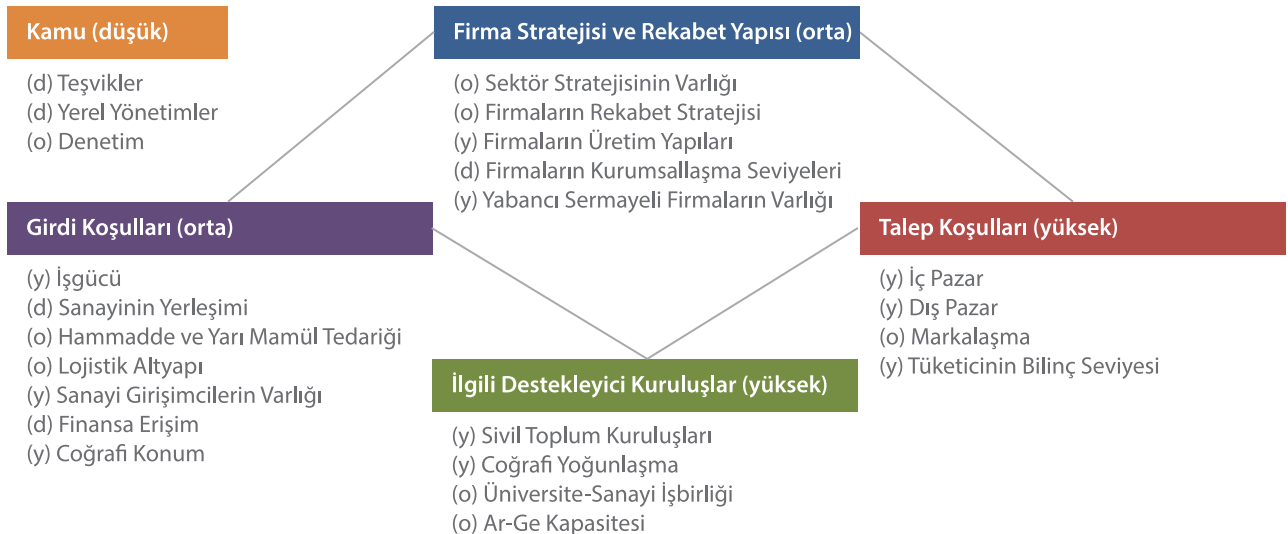 Kamu (düşük)
(d) Teşvikler
(d) Yerel Yönetimler
(o) Denetim
Firma Stratejisi ve Rekabet Yapısı (orta)
(o) Sektör Stratejisinin Varlığı
(o) Firmaların Rekabet Stratejisi
(y) Firmaların Üretim Yapıları
(d) Firmaların Kurumsallaşma Seviyeleri
(y) Yabancı Sermayeli Firmaların Varlığı
Girdi Koşulları (orta)
(y) İşgücü
(d) Sanayinin Yerleşimi
(o) Hammadde ve Yarı Mamül Tedariği
(o) Lojistik Altyapı
(y) Sanayi Girişimcilerin Varlığı
(d) Finansa Erişim
(y) Coğrafi Konum
Talep Koşulları (yüksek)
(y) İç Pazar
(y) Dış Pazar
(o) Markalaşma
(y) Tüketicinin Bilinç Seviyesi
İlgili Destekleyici Kuruluşlar (yüksek)
(y) Sivil Toplum Kuruluşları
(y) Coğrafi Yoğunlaşma
(o) Üniversite-Sanayi İşbirliği
(o) Ar-Ge Kapasitesi